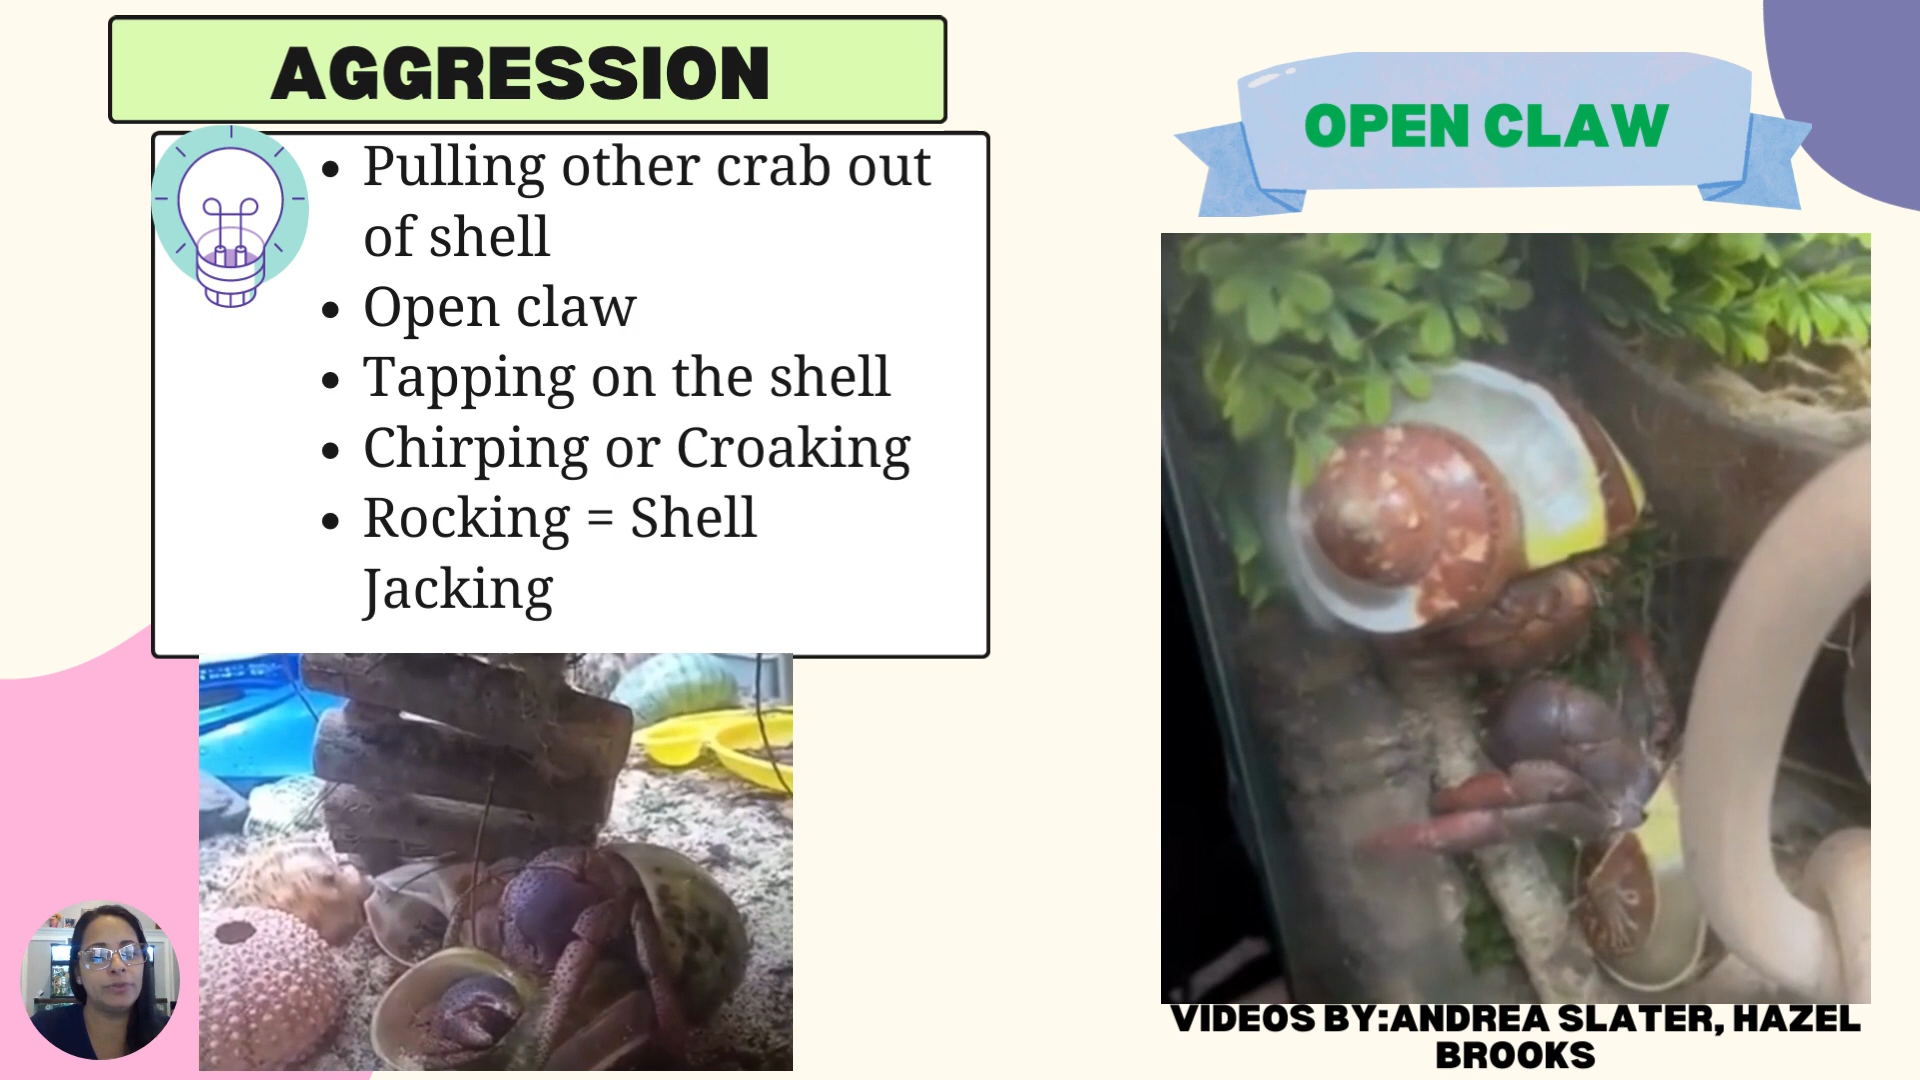 AGGRESSION
• Pulling other crab out
of shell
• Open claw
• Tapping on the shell
• Chirping or Croaking
• Rocking = Shell
Jacking
OPEN CLAW
VIDEOS BY:ANDREA SLATER, HAZEL
BROOKS